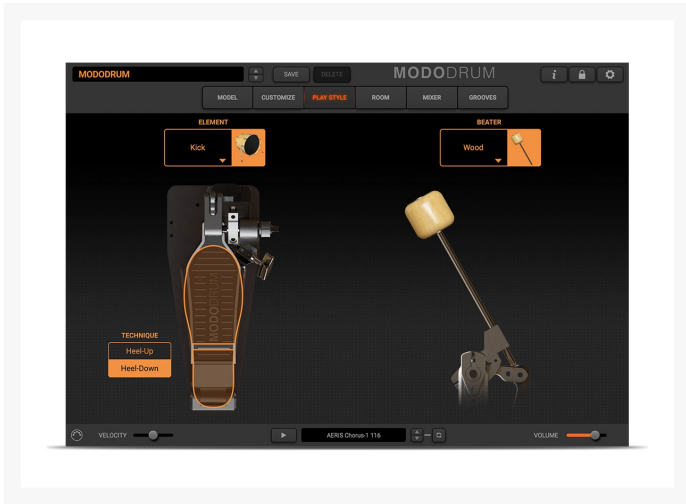 MODODRUM
SAVE
DELETE
MODODRUM
i
MODEL
CUSTOMIZE
PLAY STYLE
ROOM
MIXER
GROOVES
ELEMENT
Kick
BEATER
Wood
MODODRUM
TECHNIQUE
Heel-Up
Heel-Down
VELOCITY
AERIS Chorus-1 116
VOLUME